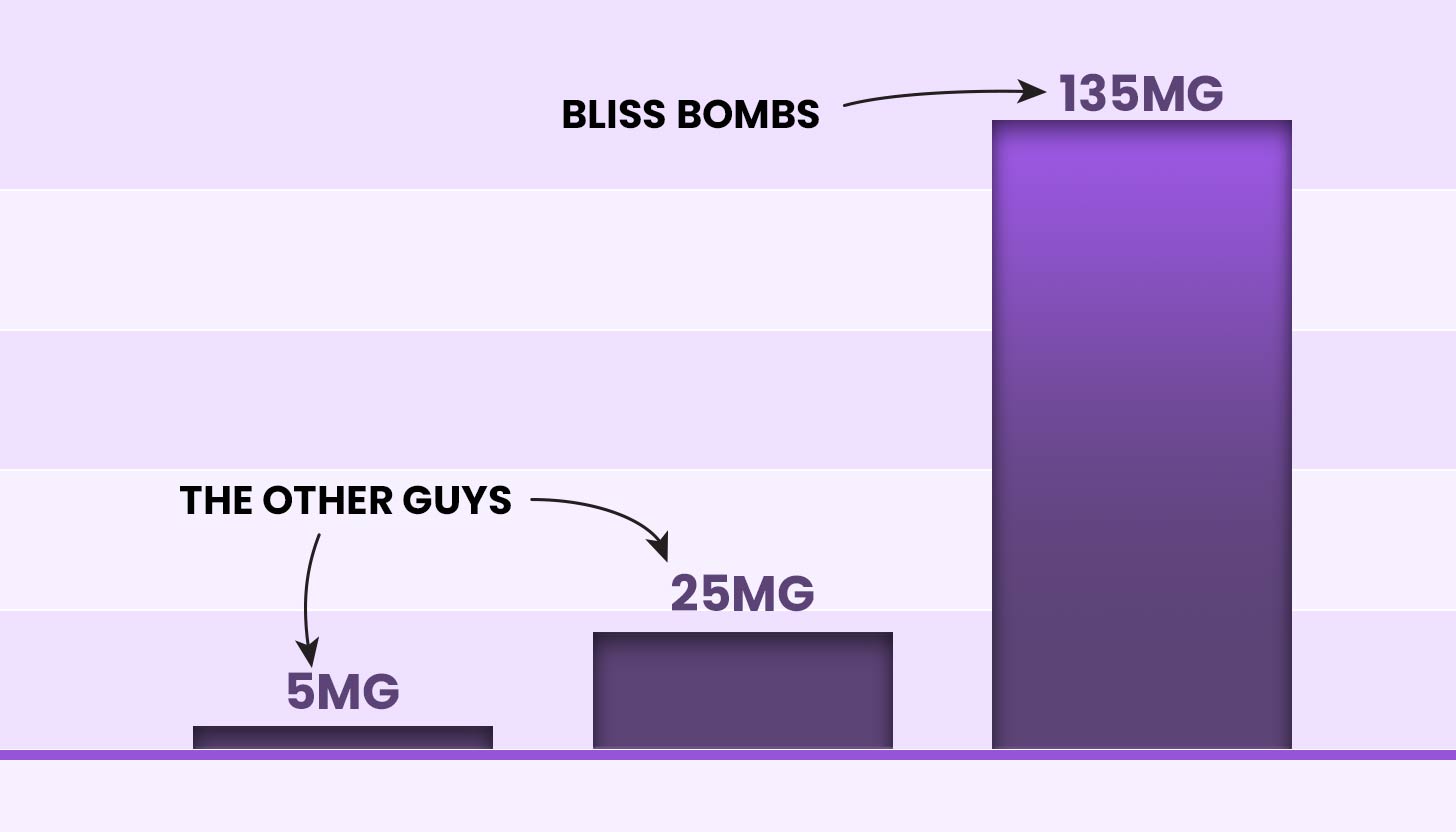 BLISS BOMBS
135MG
THE OTHER GUYS
25MG
5MG